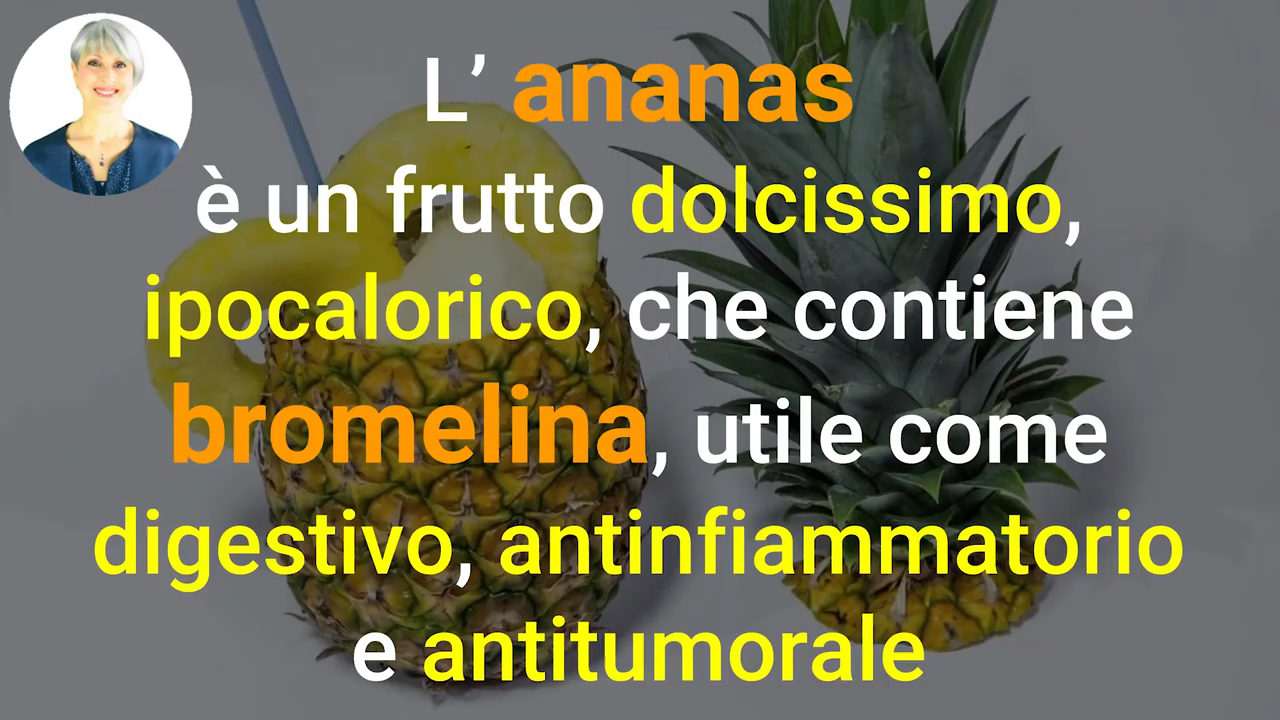 L’ ananas
è un frutto dolcissimo,
ipocalorico, che contiene
bromelina, utile come
digestivo, antinfiammatorio
e antitumorale